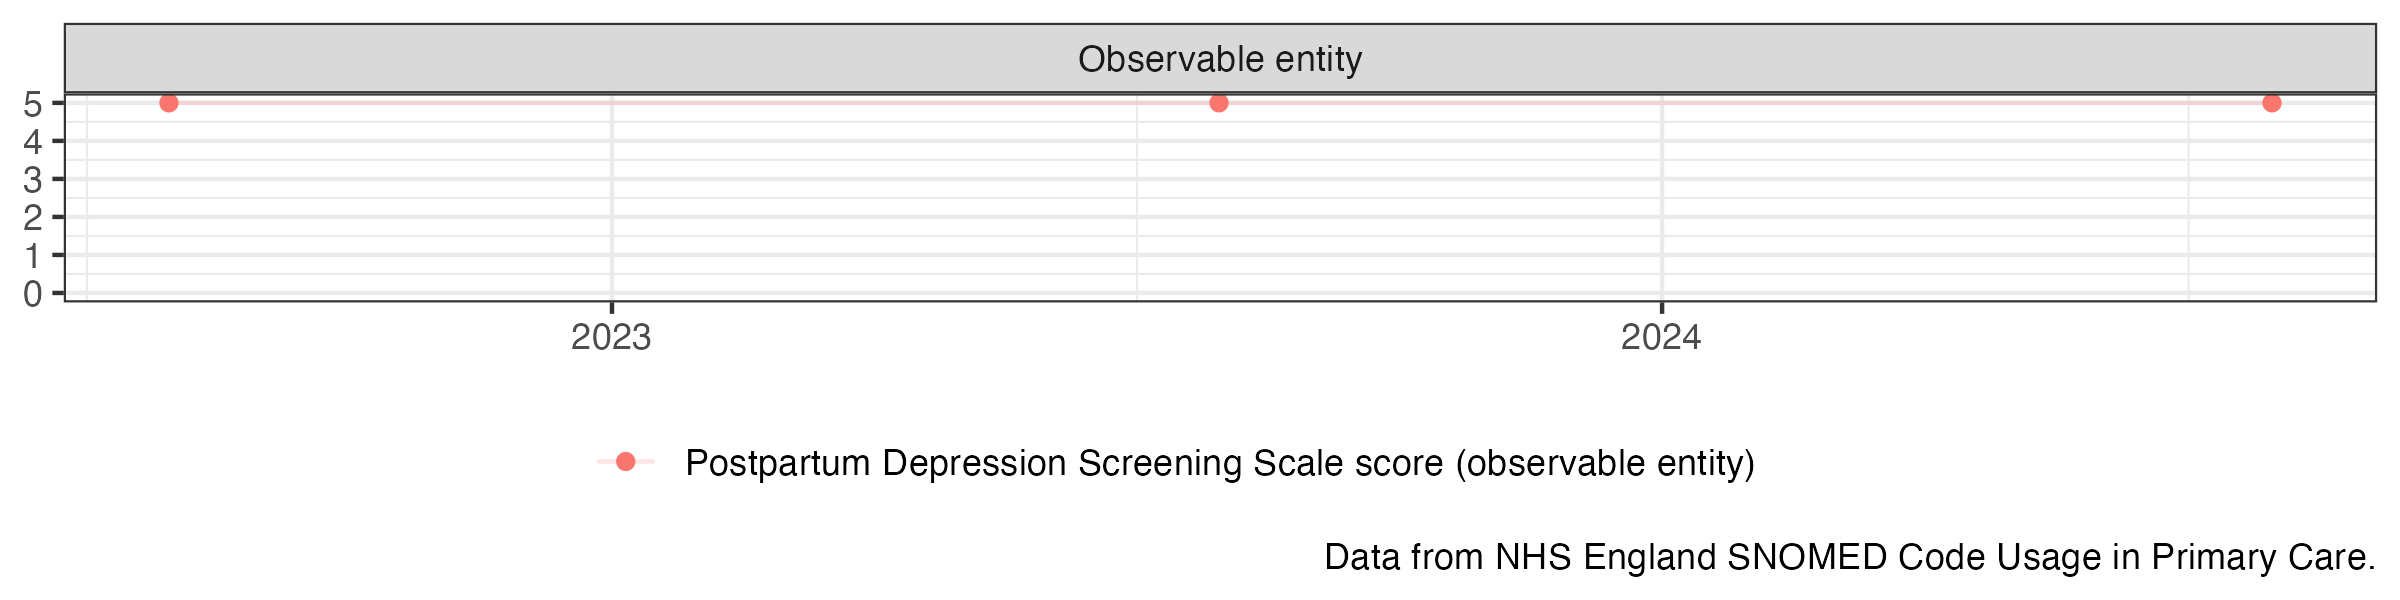 Observable entity
5
4
3
2
1
0
2023 2024
Postpartum Depression Screening Scale score (observable entity)
Data from NHS England SNOMED Code Usage in Primary Care.